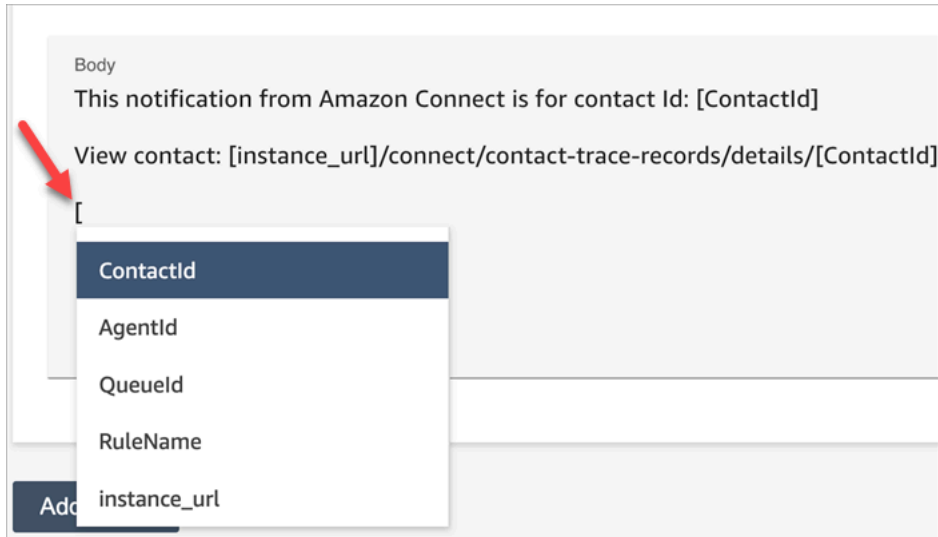 Body
This notification from Amazon Connect is for contact Id: [ContactId]
View contact: [instance_url]/connect/contact-trace-records/details/[ContactId]
[
ContactId
AgentId
QueueId
RuleName
instance_url